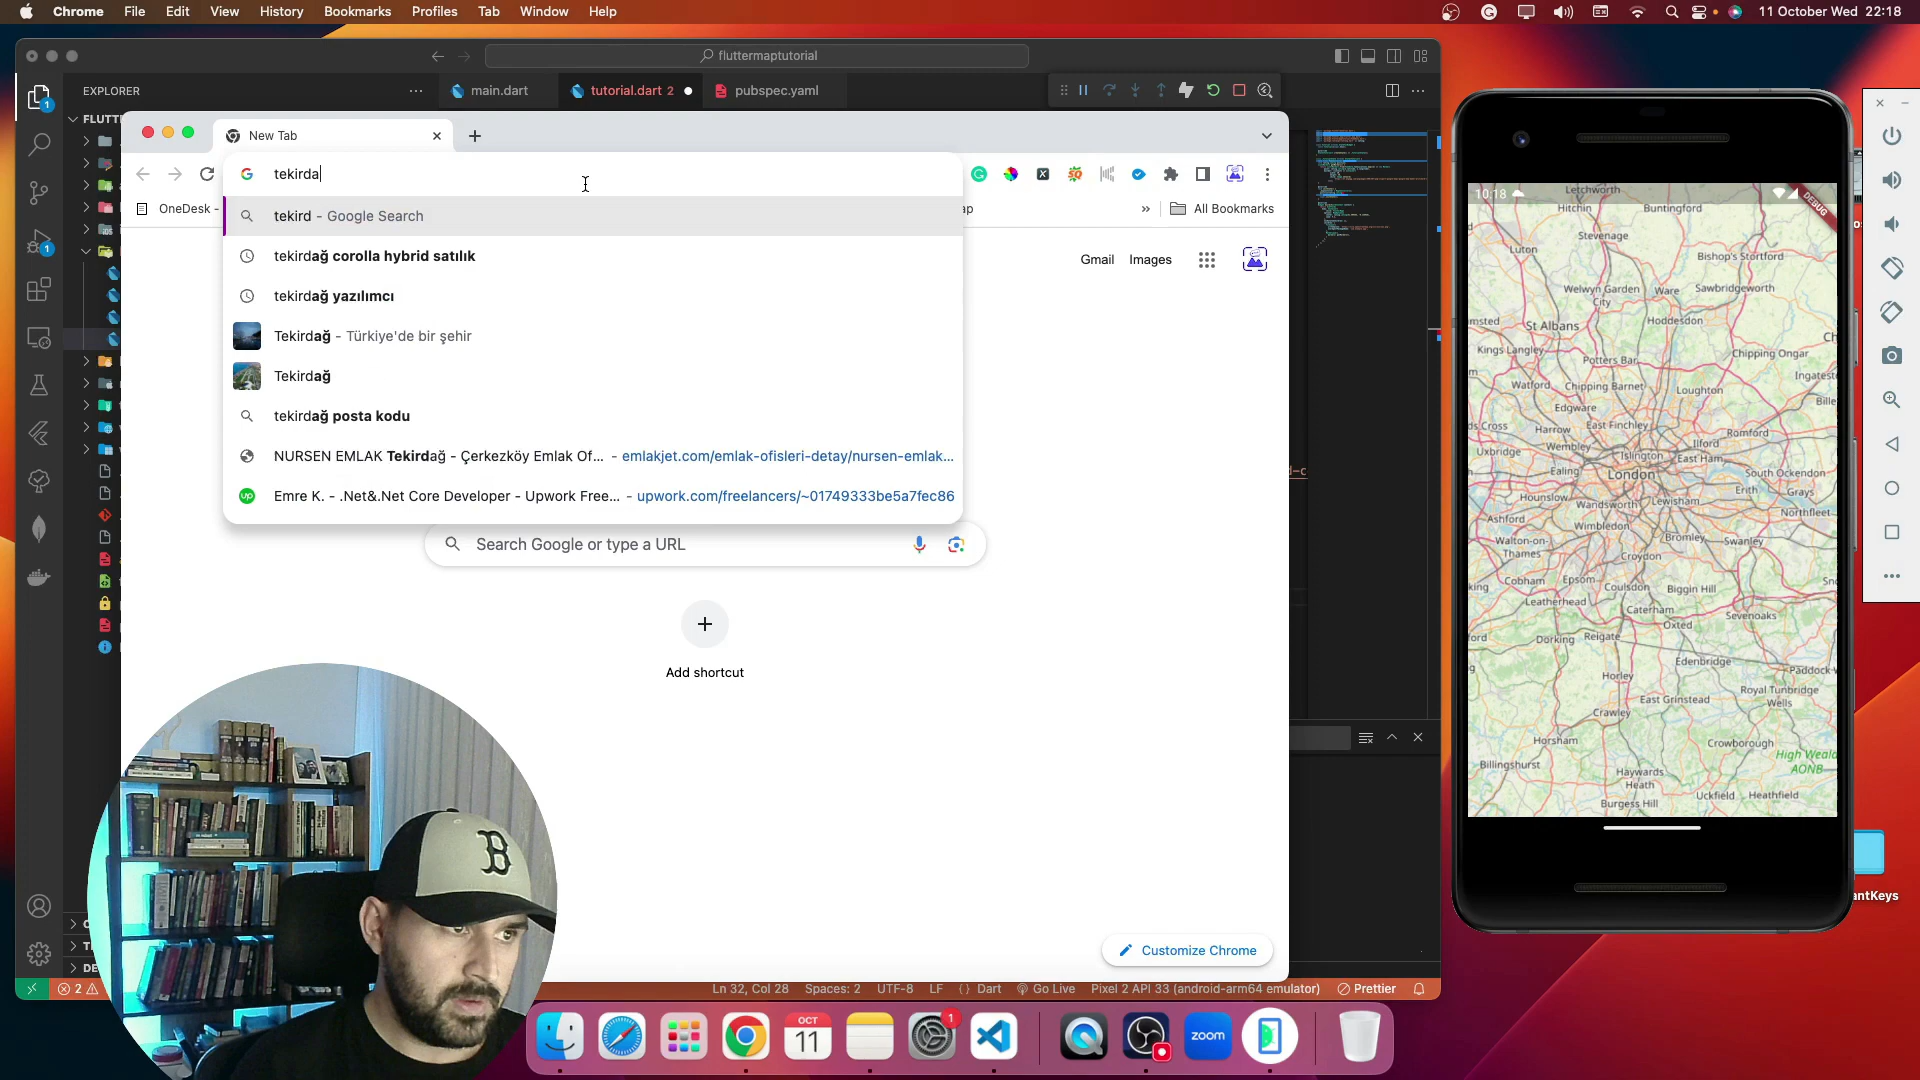 Chrome File Edit View History Bookmarks Profiles Tab Window Help
11 October Wed 22:18
fluttermaptutorial
EXPLORER
main.dart
tutorial.dart 2
pubspec.yaml
FLUTT
New Tab
tekirda
OneDesk -
ap
All Bookmarks
tekird - Google Search
tekirdağ corolla hybrid satılık
tekirdağ yazılımcı
Tekirdağ - Türkiye'de bir şehir
Tekirdağ
tekirdağ posta kodu
NURSEN EMLAK Tekirdağ - Çerkezköy Emlak Of... - emlakjet.com/emlak-ofisleri-detay/nursen-emlak...
Emre K. - .Net&.Net Core Developer - Upwork Free... - upwork.com/freelancers/~01749333be5a7fec86
Gmail Images
Search Google or type a URL
Add shortcut
Customize Chrome
d-c
Ln 32, Col 28 Spaces: 2 UTF-8 LF {} Dart Go Live Pixel 2 API 33 (android-arm64 emulator) Prettier
2
OCT
11
1
zoom
antKeys
10:18
DEBUG
Letchworth
Hitchin Buntingford
Stevenage
Luton
Bishop's Stortford
Welwyn Garden City
Ware Sawbridgeworth
St Albans
Hoddesdon
Kings Langley
Potters Bar
Chipping Ongar
Watford Chipping Barnet Loughton
Ingatest
Edgware
Bille
Harrow East Finchley Romford
Wembley Ilford
Ealing Islington East Ham
London South Ockendon
Hounslow
Wandsworth Erith Grays
Ashford Wimbledon Northfleet
Walton-on-Thames
Bromley Swanley
Croydon
Cobham Epsom
Coulsdon Biggin Hill
Leatherhead
Caterham Sevenoaks
Oxted
Dorking Reigate
Edenbridge Paddock W
Horley
Royal Tunbridge Wells
East Grinstead
Crawley
Horsham
Crowborough
High Weald AONB
Billingshurst
Haywards Heath
Uckfield Heathfield
Burgess Hill